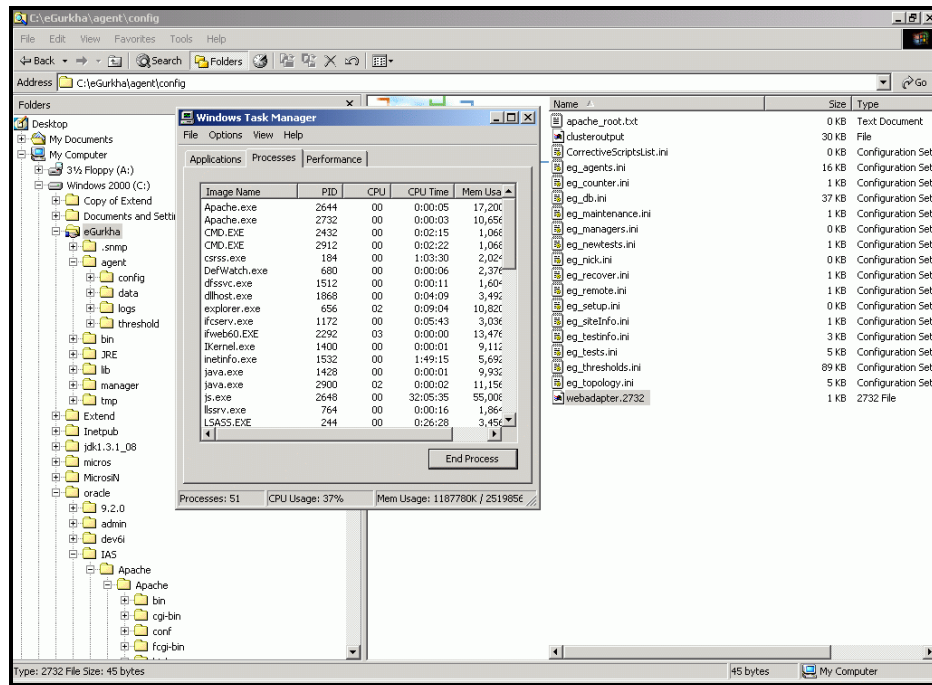 C:\eGurkha\agent\config
File Edit View Favorites Tools Help
Back Search Folders
Address C:\eGurkha\agent\config Go
Folders
Desktop
My Documents
My Computer
3½ Floppy (A:)
Windows 2000 (C:)
Copy of Extend
Documents and Setti
eGurkha
.snmp
agent
config
data
logs
threshold
bin
JRE
lib
manager
tmp
Extend
Inetpub
jdk1.3.1_08
micros
MicrosiN
oracle
9.2.0
admin
dev6i
IAS
Apache
Apache
bin
cgi-bin
conf
fcgi-bin
Windows Task Manager
File Options View Help
Applications Processes Performance
Image Name PID CPU CPU Time Mem Usa
Apache.exe 2644 00 0:00:05 17,200
Apache.exe 2732 00 0:00:03 10,656
CMD.EXE 2432 00 0:02:15 1,068
CMD.EXE 2912 00 0:02:22 1,068
csrss.exe 184 00 1:03:30 2,024
DefWatch.exe 680 00 0:00:06 2,376
dfssvc.exe 1512 00 0:00:11 1,604
dllhost.exe 1868 00 0:04:09 3,492
explorer.exe 656 02 0:09:04 10,820
ifcserv.exe 1172 00 0:05:43 3,036
ifweb60.EXE 2292 03 0:00:00 13,476
IKernel.exe 1400 00 0:00:01 9,112
inetinfo.exe 1532 00 1:49:15 5,692
java.exe 1428 00 0:00:01 9,932
java.exe 2900 02 0:00:02 11,156
js.exe 2648 00 32:05:35 55,008
llssrv.exe 764 00 0:00:16 1,864
LSASS.EXE 244 00 0:26:28 3,456
End Process
Processes: 51 CPU Usage: 37% Mem Usage: 1187780K / 2519856
Name Size Type
apache_root.txt 0 KB Text Document
clusteroutput 30 KB File
CorrectiveScriptsList.ini 0 KB Configuration Set
eg_agents.ini 16 KB Configuration Set
eg_counter.ini 1 KB Configuration Set
eg_db.ini 37 KB Configuration Set
eg_maintenance.ini 1 KB Configuration Set
eg_managers.ini 0 KB Configuration Set
eg_newtests.ini 1 KB Configuration Set
eg_nick.ini 0 KB Configuration Set
eg_recover.ini 1 KB Configuration Set
eg_remote.ini 1 KB Configuration Set
eg_setup.ini 0 KB Configuration Set
eg_siteInfo.ini 1 KB Configuration Set
eg_testinfo.ini 3 KB Configuration Set
eg_tests.ini 5 KB Configuration Set
eg_thresholds.ini 89 KB Configuration Set
eg_topology.ini 5 KB Configuration Set
webadapter.2732 1 KB 2732 File
Type: 2732 File Size: 45 bytes 45 bytes My Computer